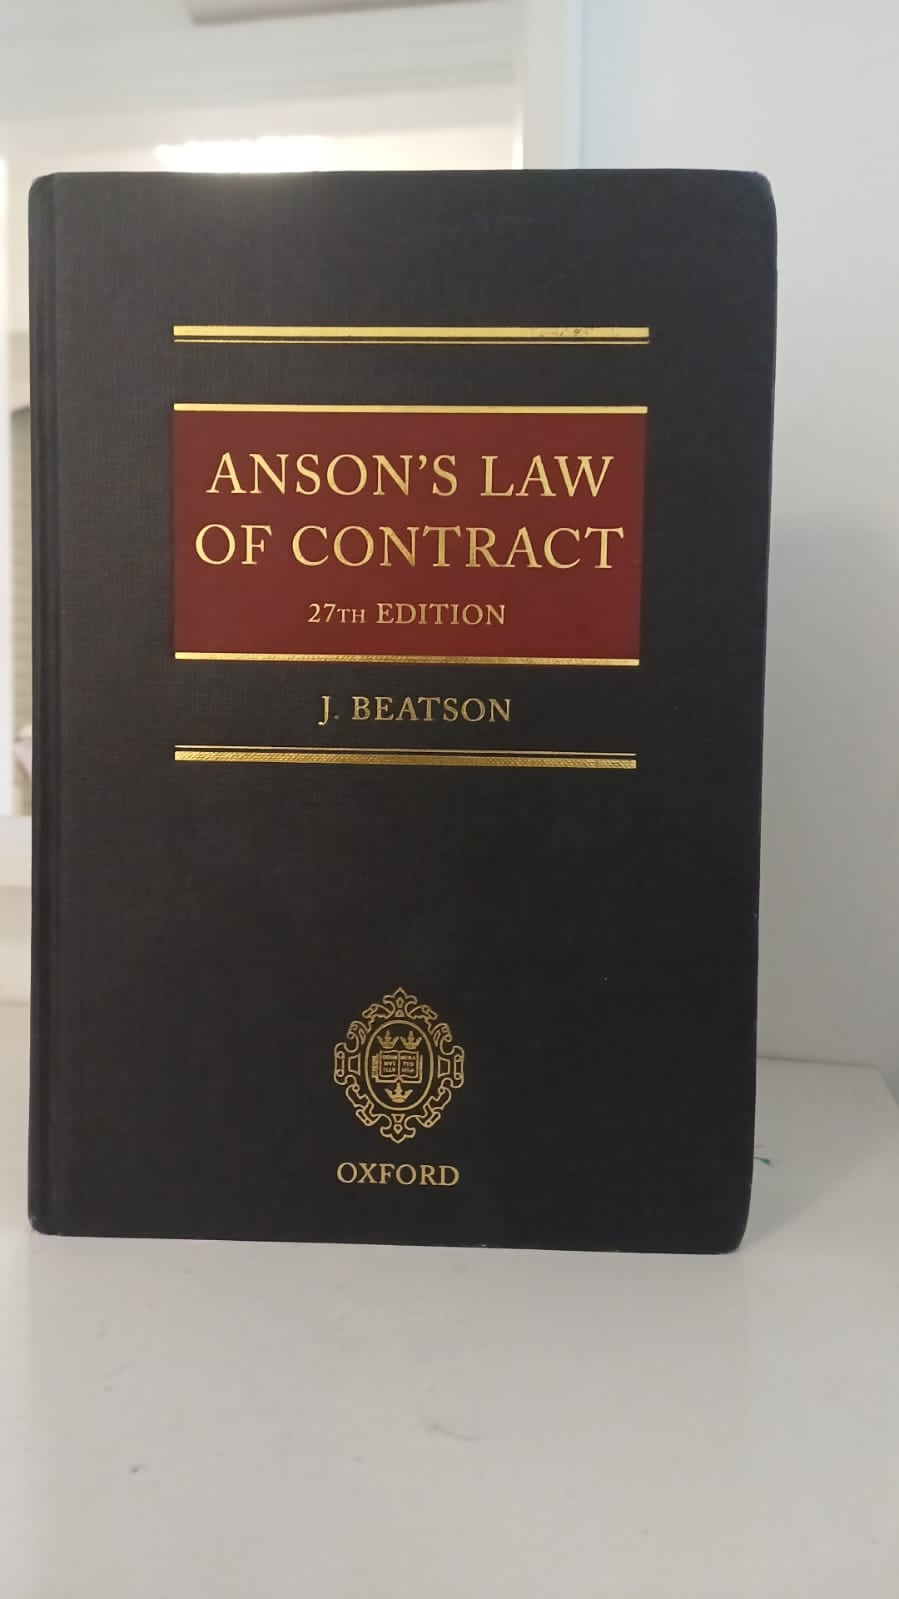 ANSON'S LAW
OF CONTRACT
27TH EDITION
J. BEATSON
OXFORD